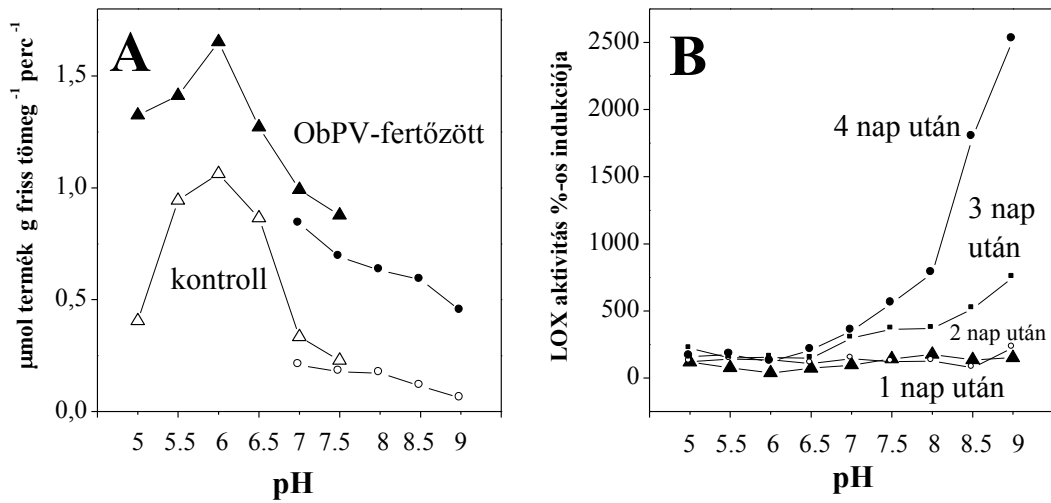 A
µmol termék g friss tömeg⁻¹ perc⁻¹
1,5
1,0
0,5
0,0
ObPV-fertőzött
kontroll
5 5.5 6 6.5 7 7.5 8 8.5 9
pH
B
LOX aktivitás %-os indukciója
2500
2000
1500
1000
500
0
4 nap után
3 nap
után
2 nap után
1 nap után
5 5.5 6 6.5 7 7.5 8 8.5 9
pH